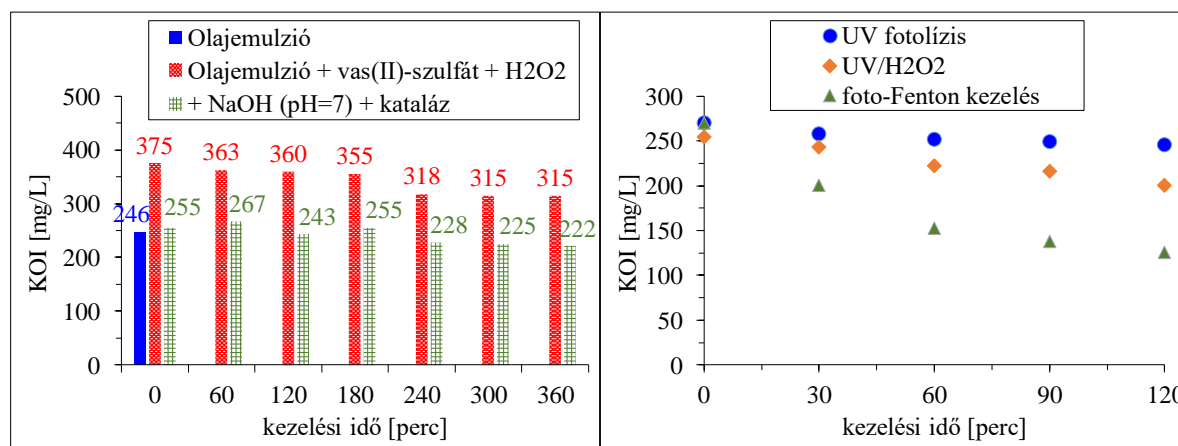 Olajemulzió
Olajemulzió + vas(II)-szulfát + H2O2
+ NaOH (pH=7) + kataláz
KOI [mg/L]
500
400
300
200
100
0
246
375
255
363
267
360
243
355
255
318
228
315
225
315
222
0 60 120 180 240 300 360
kezelési idő [perc]
UV fotolízis
UV/H2O2
foto-Fenton kezelés
KOI [mg/L]
300
250
200
150
100
50
0
0 30 60 90 120
kezelési idő [perc]